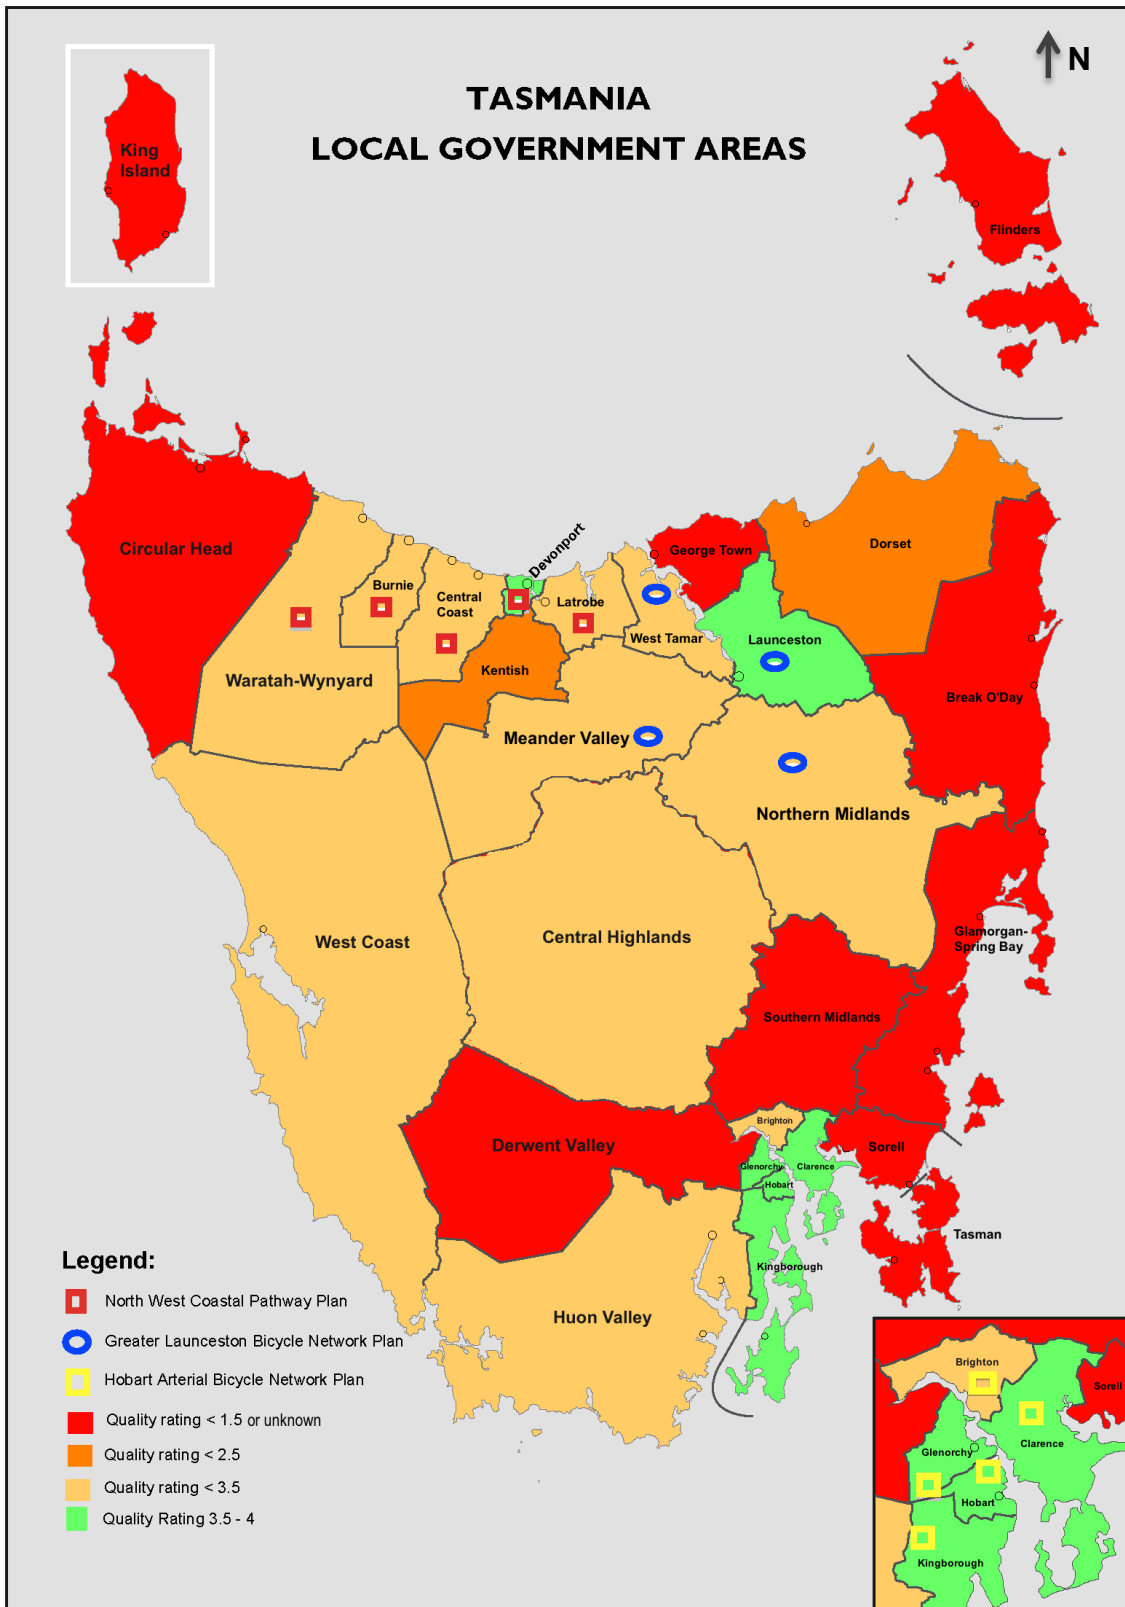 TASMANIA
LOCAL GOVERNMENT AREAS
N
King
Island
Flinders
Circular Head
Devonport
George Town
Dorset
Burnie
Central
Coast
Latrobe
West Tamar
Launceston
Kentish
Waratah-Wynyard
Break O'Day
Meander Valley
Northern Midlands
West Coast
Central Highlands
Glamorgan-
Spring Bay
Southern Midlands
Brighton
Derwent Valley
Sorell
Glenorchy
Clarence
Hobart
Tasman
Kingborough
Huon Valley
Legend:
North West Coastal Pathway Plan
Greater Launceston Bicycle Network Plan
Hobart Arterial Bicycle Network Plan
Quality rating < 1.5 or unknown
Quality rating < 2.5
Quality rating < 3.5
Quality Rating 3.5 - 4
Brighton
Sorell
Clarence
Glenorchy
Hobart
Kingborough